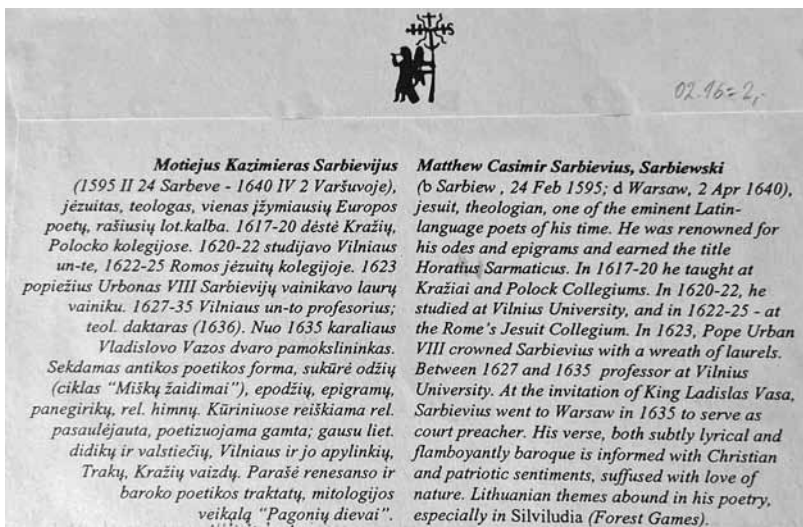 IHS
02.16=2,-
Motiejus Kazimieras Sarbievijus
(1595 II 24 Sarbeve - 1640 IV 2 Varšuvoje),
jėzuitas, teologas, vienas įžymiausių Europos
poetų, rašiusių lot.kalba. 1617-20 dėstė Kražių,
Polocko kolegijose. 1620-22 studijavo Vilniaus
un-te, 1622-25 Romos jėzuitų kolegijoje. 1623
popiežius Urbonas VIII Sarbievijų vainikavo laurų
vainiku. 1627-35 Vilniaus un-to profesorius;
teol. daktaras (1636). Nuo 1635 karaliaus
Vladislovo Vazos dvaro pamokslininkas.
Sekdamas antikos poetikos forma, sukūrė odžių
(ciklas "Miškų žaidimai"), epodžių, epigramų,
panegirikų, rel. himnų. Kūriniuose reiškiama rel.
pasaulėjauta, poetizuojama gamta; gausu liet.
didikų ir valstiečių, Vilniaus ir jo apylinkių,
Trakų, Kražių vaizdų. Parašė renesanso ir
baroko poetikos traktatų, mitologijos
veikalą "Pagonių dievai".
Matthew Casimir Sarbievius, Sarbiewski
(b Sarbiew , 24 Feb 1595; d Warsaw, 2 Apr 1640),
jesuit, theologian, one of the eminent Latin-
language poets of his time. He was renowned for
his odes and epigrams and earned the title
Horatius Sarmaticus. In 1617-20 he taught at
Kražiai and Polock Collegiums. In 1620-22, he
studied at Vilnius University, and in 1622-25 - at
the Rome's Jesuit Collegium. In 1623, Pope Urban
VIII crowned Sarbievius with a wreath of laurels.
Between 1627 and 1635 professor at Vilnius
University. At the invitation of King Ladislas Vasa,
Sarbievius went to Warsaw in 1635 to serve as
court preacher. His verse, both subtly lyrical and
flamboyantly baroque is informed with Christian
and patriotic sentiments, suffused with love of
nature. Lithuanian themes abound in his poetry,
especially in Silviludia (Forest Games).